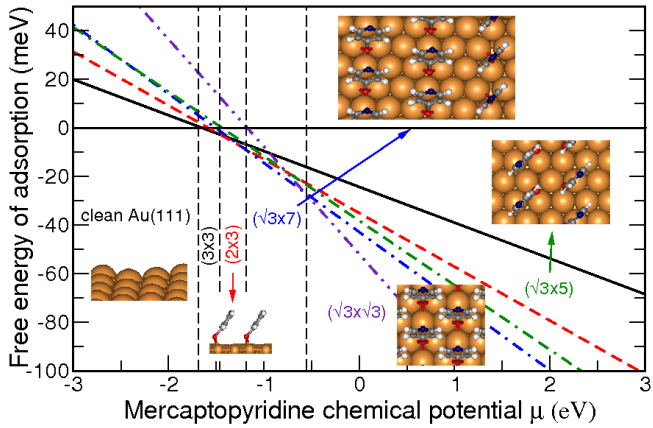 Free energy of adsorption (meV)
40
20
0
-20
-40
-60
-80
-100
clean Au(111)
(3x3)
(2x3)
(√3x7)
(√3x√3)
(√3x5)
-3
-2
-1
0
1
2
3
Mercaptopyridine chemical potential μ (eV)